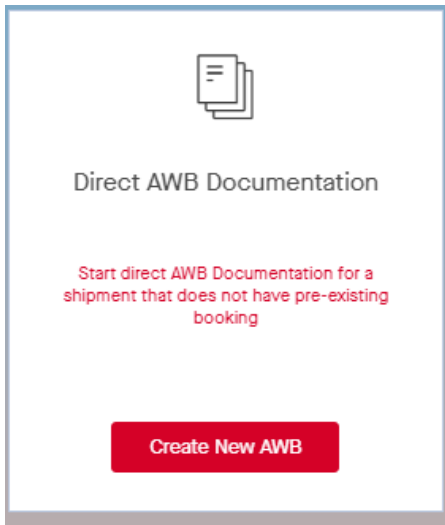 Direct AWB Documentation
Start direct AWB Documentation for a
shipment that does not have pre-existing
booking
Create New AWB